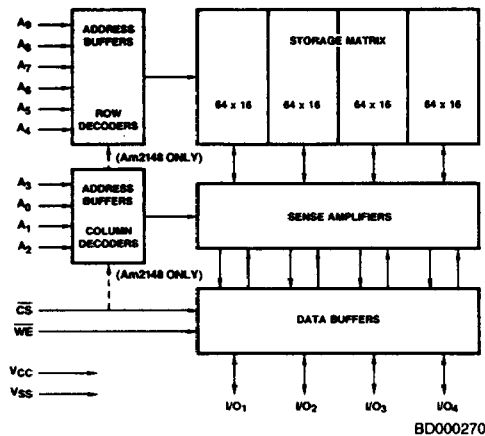 A9
A8
A7
A6
A5
A4
ADDRESS
BUFFERS
ROW
DECODERS
STORAGE MATRIX
64 x 16
64 x 16
64 x 16
64 x 16
(Am2148 ONLY)
A3
A0
A1
A2
ADDRESS
BUFFERS
COLUMN
DECODERS
SENSE AMPLIFIERS
(Am2148 ONLY)
C̅S̅
W̅E̅
DATA BUFFERS
VCC
VSS
I/O1
I/O2
I/O3
I/O4
BD000270